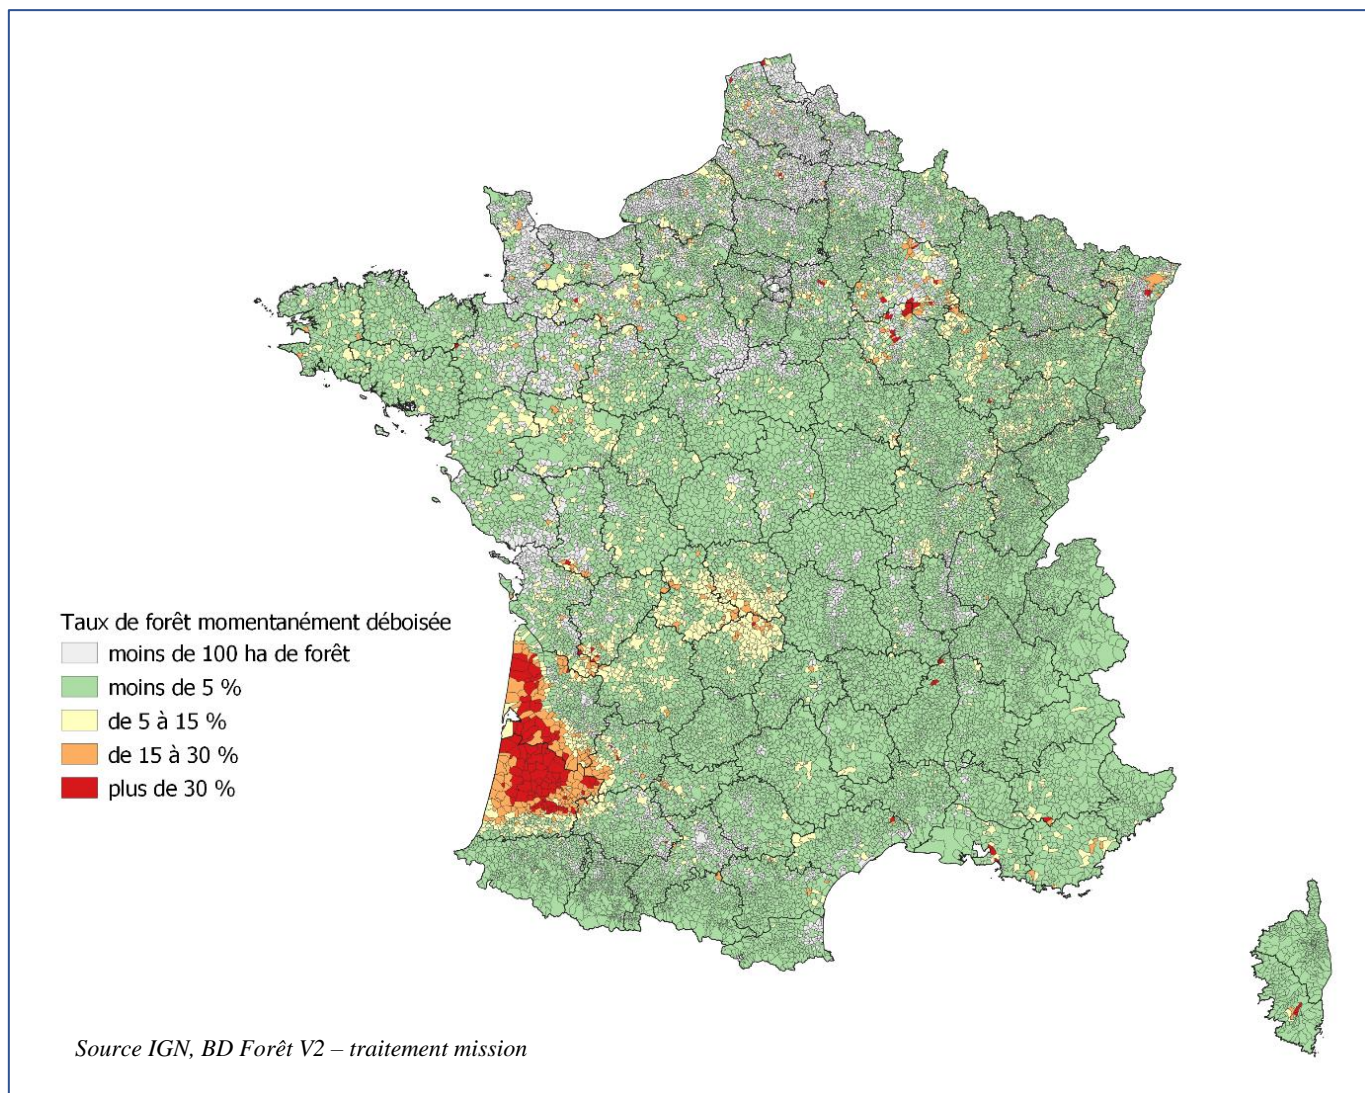 Taux de forêt momentanément déboisée
moins de 100 ha de forêt
moins de 5 %
de 5 à 15 %
de 15 à 30 %
plus de 30 %
Source IGN, BD Forêt V2 – traitement mission